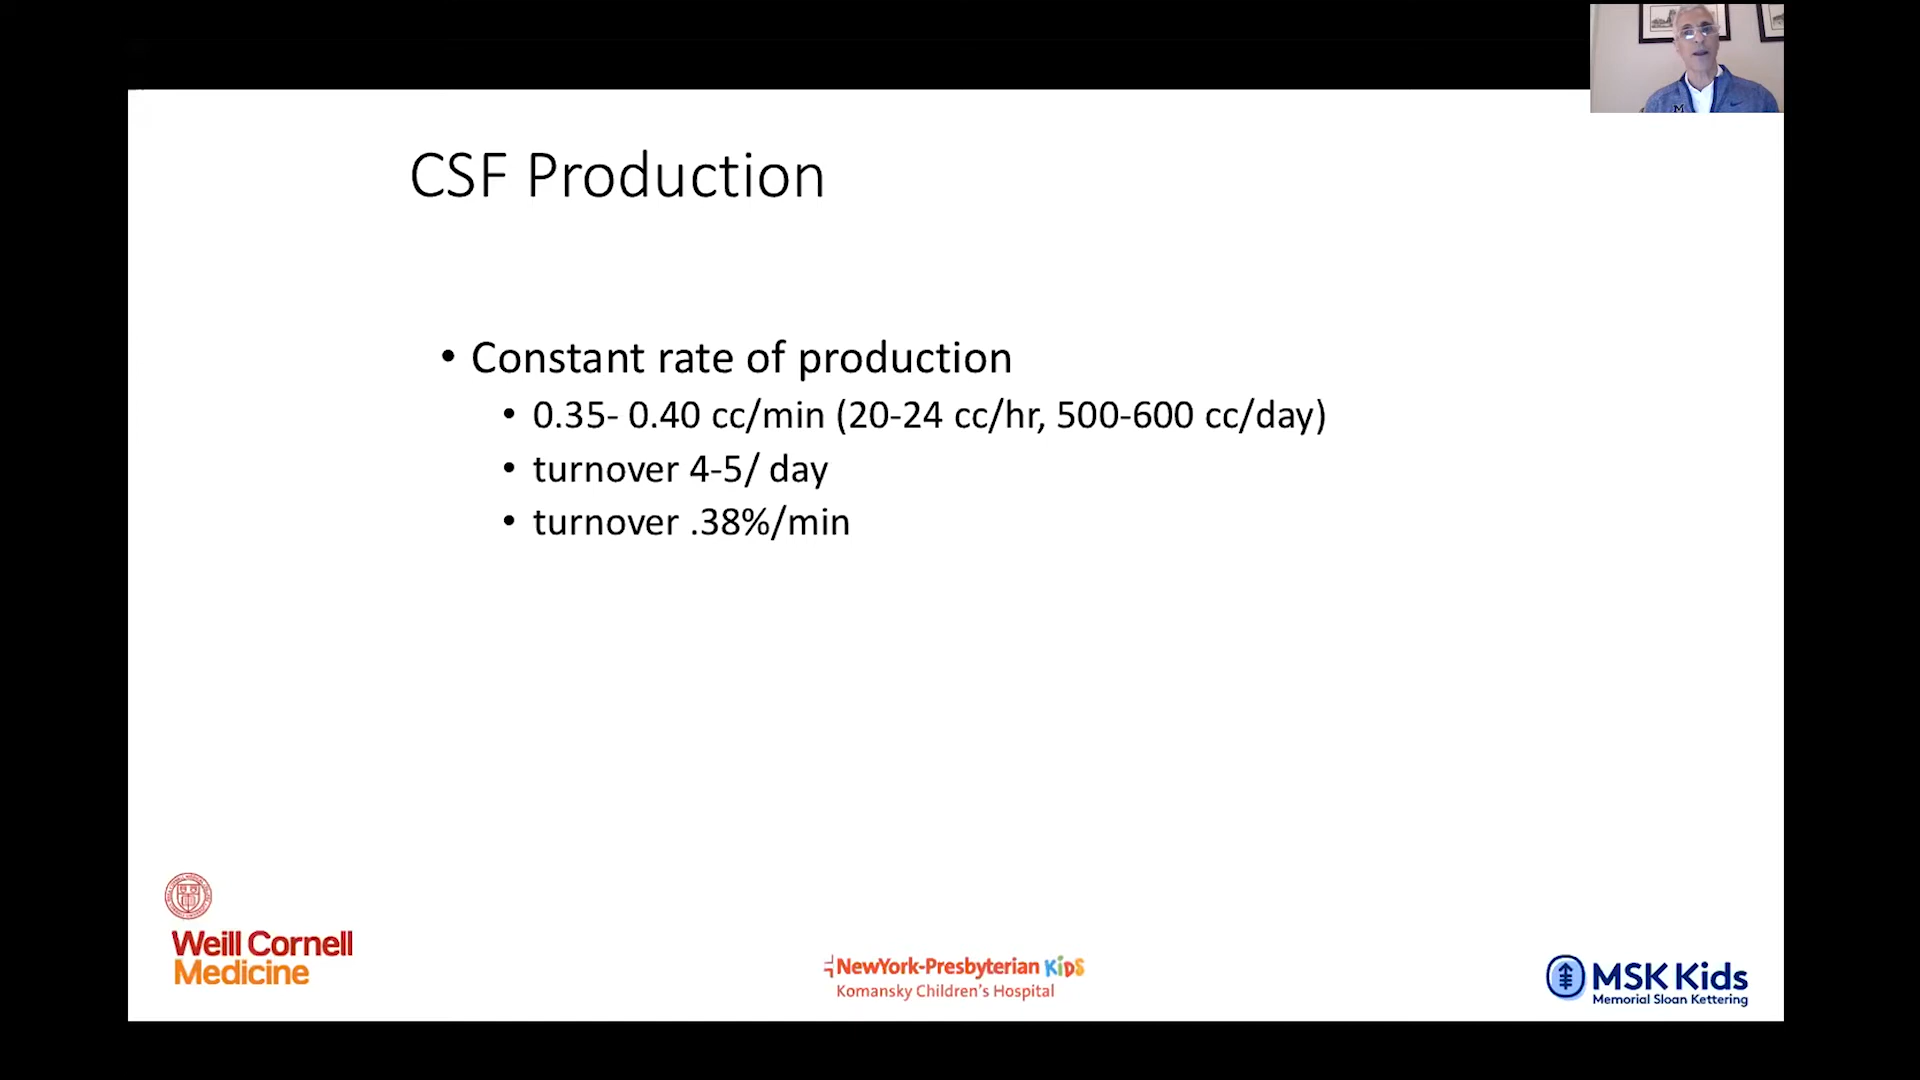 CSF Production
• Constant rate of production
• 0.35- 0.40 cc/min (20-24 cc/hr, 500-600 cc/day)
• turnover 4-5/ day
• turnover .38%/min
Weill Cornell
Medicine
NewYork-Presbyterian KiDS
Komansky Children's Hospital
MSK Kids
Memorial Sloan Kettering
M